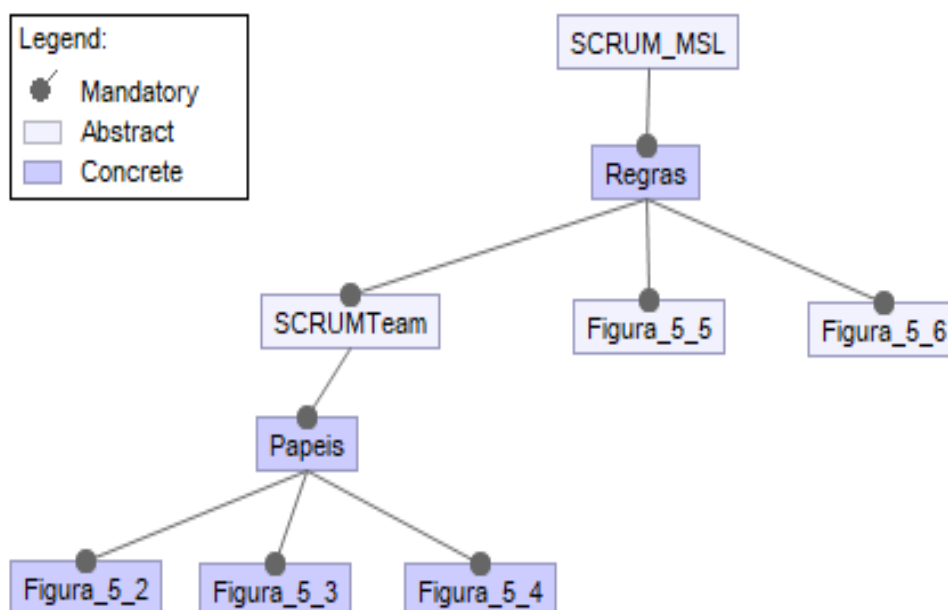 Legend:
Mandatory
Abstract
Concrete
SCRUM_MSL
Regras
SCRUMTeam
Figura_5_5
Figura_5_6
Papeis
Figura_5_2
Figura_5_3
Figura_5_4